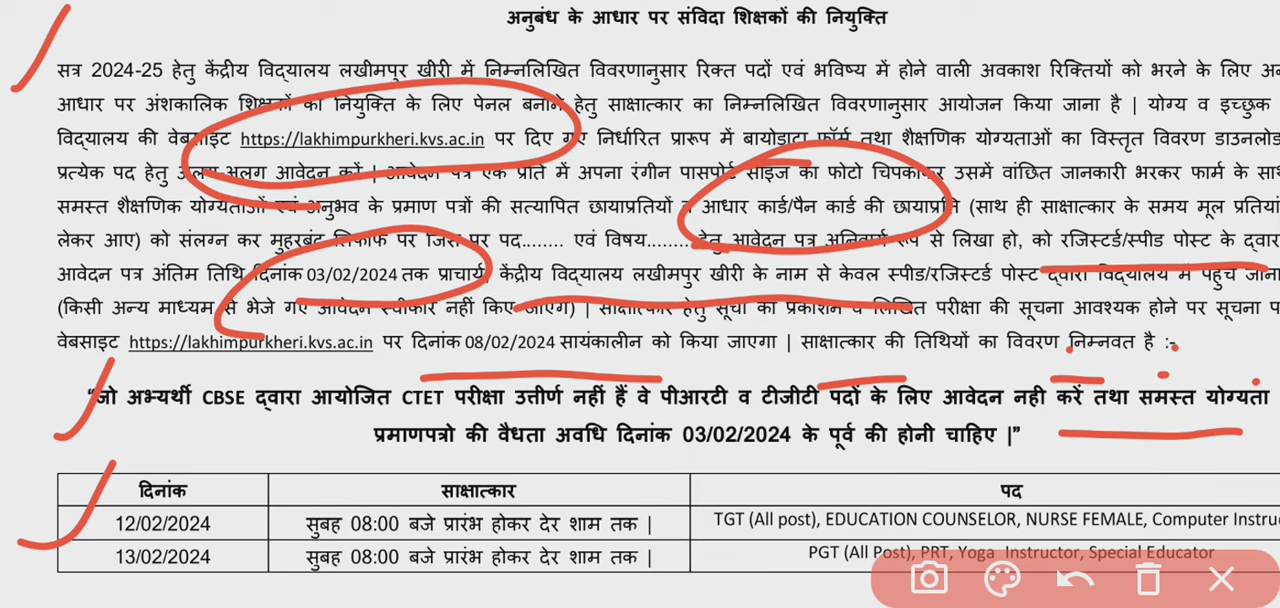 अनुबंध के आधार पर संविदा शिक्षकों की नियुक्ति
सत्र 2024-25 हेतु केंद्रीय विद्यालय लखीमपुर खीरी में निम्नलिखित विवरणानुसार रिक्त पदों एवं भविष्य में होने वाली अवकाश रिक्तियों को भरने के लिए
आधार पर अंशकालिक शिक्षकों की नियुक्ति के लिए पेनल बनाने हेतु साक्षात्कार का निम्नलिखित विवरणानुसार आयोजन किया जाना है | योग्य व इच्छुक
विद्यालय की वेबसाइट https://lakhimpurkheri.kvs.ac.in पर दिए गए निर्धारित प्रारूप में बायोडाटा फॉर्म तथा शैक्षणिक योग्यताओं का विस्तृत विवरण
प्रत्येक पद हेतु अलग अलग आवेदन करें | आवेदन पत्र एक प्रति में अपना रंगीन पासपोर्ट साइज का फोटो चिपकाकर उसमें वांछित जानकारी भरकर फार्म के
समस्त शैक्षणिक योग्यताओं एवं अनुभव के प्रमाण पत्रों की सत्यापित छायाप्रतियों व आधार कार्ड/पैन कार्ड की छायाप्रति (साथ ही साक्षात्कार के समय मूल प्रतियां
लेकर आए) को संलग्न कर मुहरबंद लिफाफे पर जिस पर पद........ एवं विषय........ हेतु आवेदन पत्र अनिवार्य रूप से लिखा हो, को रजिस्टर्ड/स्पीड पोस्ट के
आवेदन पत्र अंतिम तिथि दिनांक 03/02/2024 तक प्राचार्य, केंद्रीय विद्यालय लखीमपुर खीरी के नाम से केवल स्पीड/रजिस्टर्ड पोस्ट द्वारा विद्यालय में पहुंच
(किसी अन्य माध्यम से भेजे गए आवेदन स्वीकार नहीं किए जाएंगे) | साक्षात्कार हेतु सूची का प्रकाशन व लिखित परीक्षा की सूचना आवश्यक होने पर सूचना
वेबसाइट https://lakhimpurkheri.kvs.ac.in पर दिनांक 08/02/2024 सायंकालीन को किया जाएगा | साक्षात्कार की तिथियों का विवरण निम्नवत है :-
“जो अभ्यर्थी CBSE द्वारा आयोजित CTET परीक्षा उत्तीर्ण नहीं हैं वे पीआरटी व टीजीटी पदों के लिए आवेदन नही करें तथा समस्त योग्यता
प्रमाणपत्रो की वैधता अवधि दिनांक 03/02/2024 के पूर्व की होनी चाहिए |”
दिनांक साक्षात्कार पद
12/02/2024 सुबह 08:00 बजे प्रारंभ होकर देर शाम तक | TGT (All post), EDUCATION COUNSELOR, NURSE FEMALE, Computer
13/02/2024 सुबह 08:00 बजे प्रारंभ होकर देर शाम तक | PGT (All Post), PRT, Yoga Instructor, Special Educator